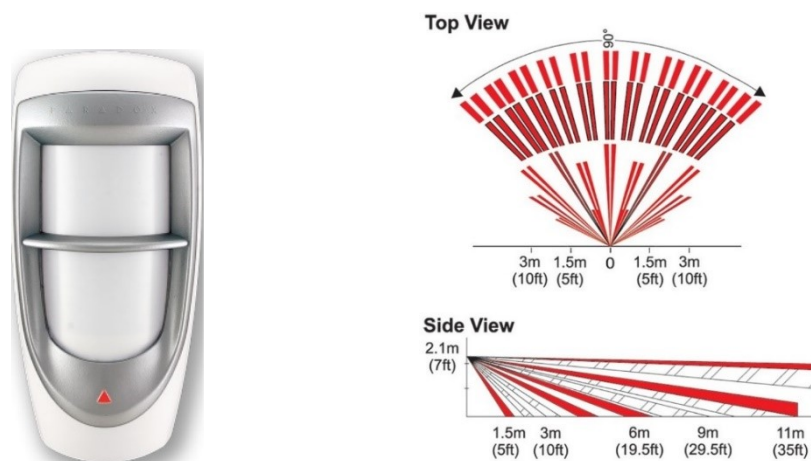 PARADOX
Top View
90°
3m 1.5m 0 1.5m 3m
(10ft) (5ft) (5ft) (10ft)
Side View
2.1m
(7ft)
1.5m 3m 6m 9m 11m
(5ft) (10ft) (19.5ft) (29.5ft) (35ft)